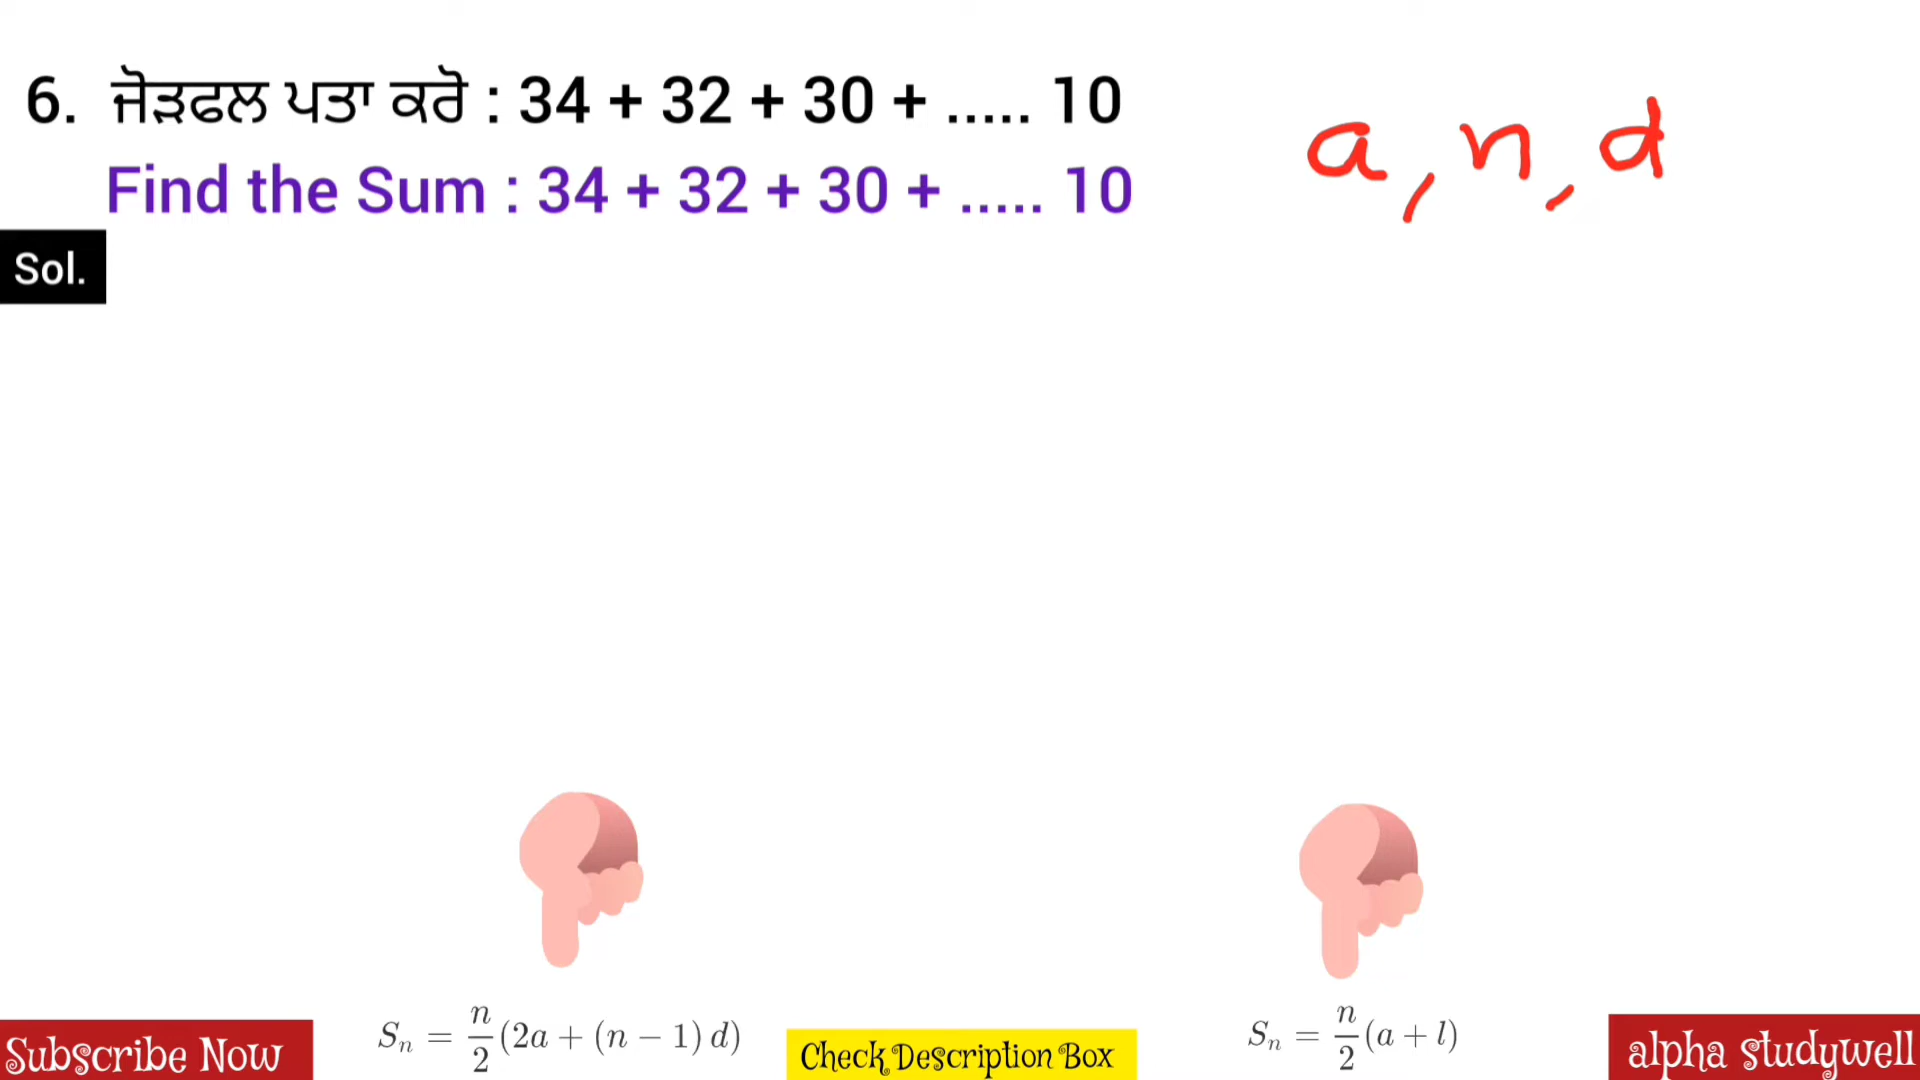 6. ਜੋੜਫਲ ਪਤਾ ਕਰੋ : 34 + 32 + 30 + ..... 10
a, n, d
Find the Sum : 34 + 32 + 30 + ..... 10
Sol.
Subscribe Now
Sₙ = n/2 (2a + (n − 1) d)
Check Description Box
Sₙ = n/2 (a + l)
alpha studywell